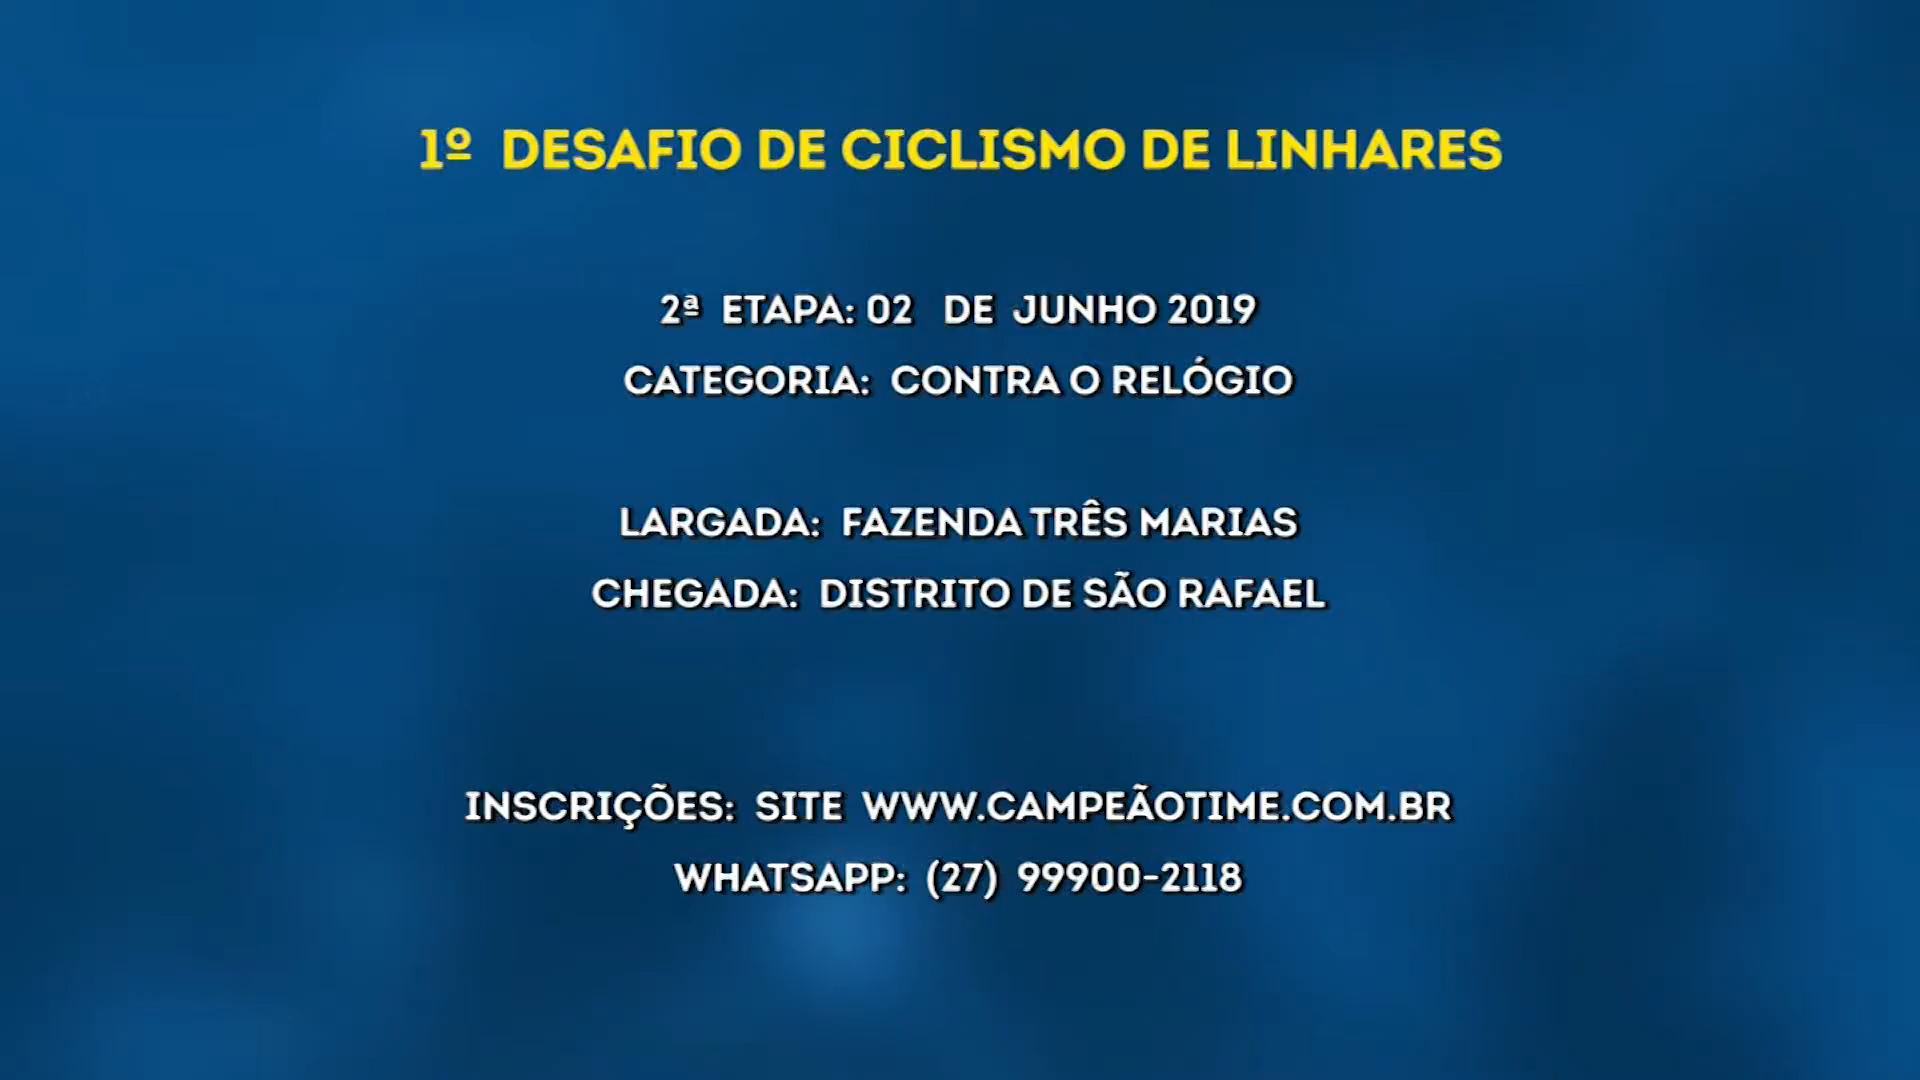 1º DESAFIO DE CICLISMO DE LINHARES
2ª ETAPA: 02 DE JUNHO 2019
CATEGORIA: CONTRA O RELÓGIO
LARGADA: FAZENDA TRÊS MARIAS
CHEGADA: DISTRITO DE SÃO RAFAEL
INSCRIÇÕES: SITE WWW.CAMPEÃOTIME.COM.BR
WHATSAPP: (27) 99900-2118